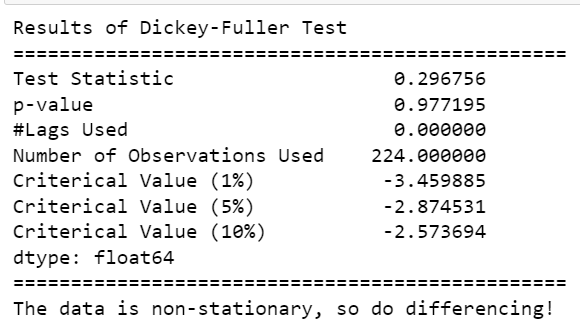 Results of Dickey-Fuller Test
================================================
Test Statistic                   0.296756
p-value                          0.977195
#Lags Used                       0.000000
Number of Observations Used    224.000000
Criterical Value (1%)           -3.459885
Criterical Value (5%)           -2.874531
Criterical Value (10%)          -2.573694
dtype: float64
================================================
The data is non-stationary, so do differencing!